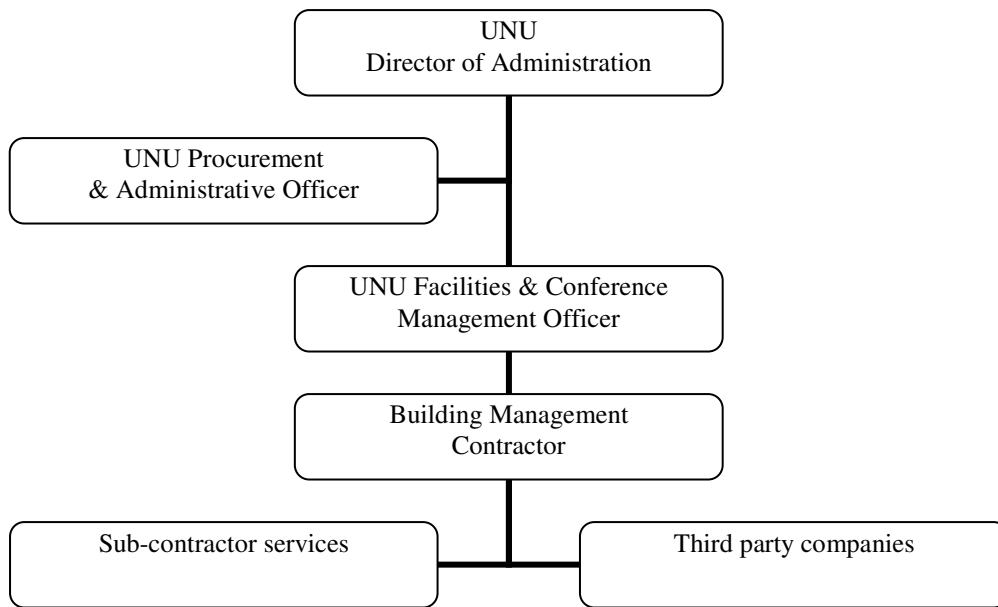 UNU
Director of Administration
UNU Procurement
& Administrative Officer
UNU Facilities & Conference
Management Officer
Building Management
Contractor
Sub-contractor services
Third party companies